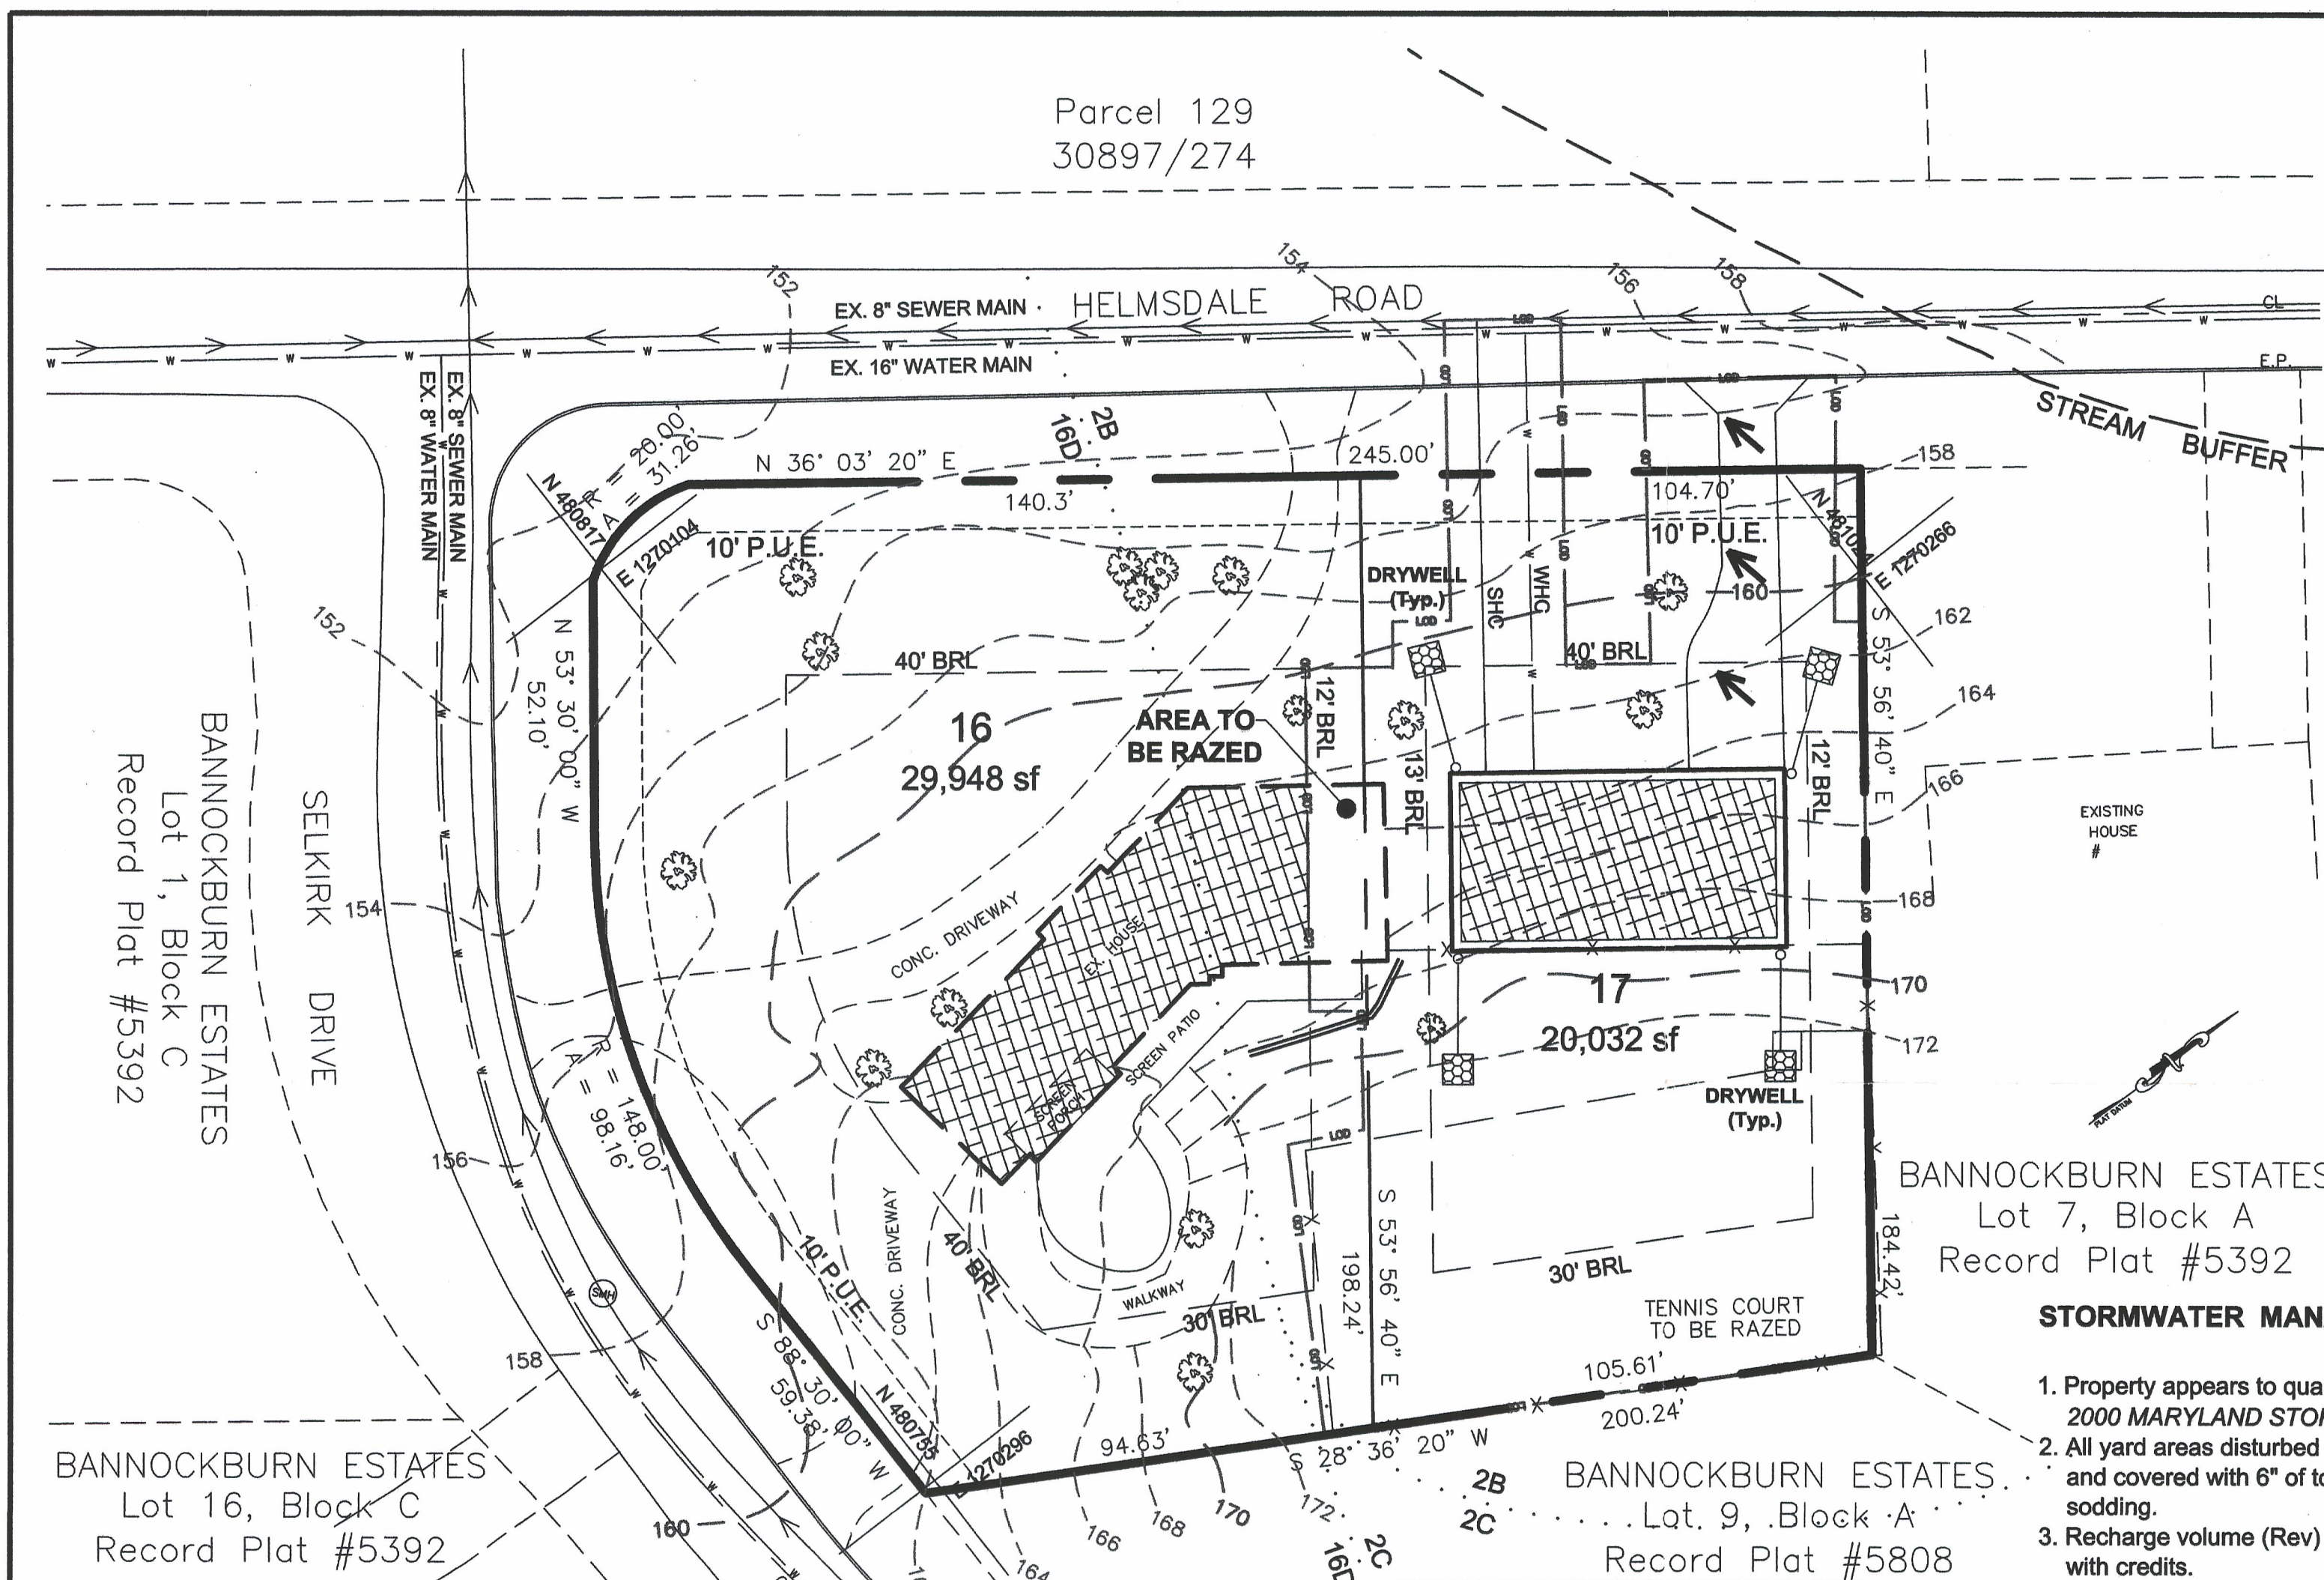 Parcel 129
30897/274
152
154
156
158
EX. 8" SEWER MAIN
HELMSDALE ROAD
CL
EX. 16" WATER MAIN
E.P.
EX. 8" WATER MAIN
EX. 8" SEWER MAIN
STREAM BUFFER
R = 20.00'
A = 31.26'
N 480817
E 1270104
N 36° 03' 20" E
2B
16D
245.00'
140.3'
104.70'
158
10' P.U.E.
10' P.U.E.
E 1270266
DRYWELL
(Typ.)
SHC
WHC
160
162
152
N 53° 30' 00" W
52.10'
40' BRL
40' BRL
S 53° 56' 40" E
164
16
29,948 sf
AREA TO
BE RAZED
12' BRL
13' BRL
12' BRL
166
BANNOCKBURN ESTATES
Lot 1, Block C
Record Plat #5392
SELKIRK DRIVE
EXISTING
HOUSE
#
154
CONC. DRIVEWAY
EX. HOUSE
168
170
17
20,032 sf
172
SCREEN PATIO
SCREEN
PORCH
DRYWELL
(Typ.)
PLAT DATUM
R = 148.00'
A = 98.16'
156
BANNOCKBURN ESTATES
Lot 7, Block A
Record Plat #5392
184.42'
CONC. DRIVEWAY
40' BRL
10' P.U.E.
S 53° 56' 40" E
198.24'
30' BRL
WALKWAY
30' BRL
SMH
TENNIS COURT
TO BE RAZED
STORMWATER MAN
158
S 88° 30' 00" W
59.38'
N 480755
1270296
94.63'
105.61'
200.24'
S 28° 36' 20" W
1. Property appears to qua
2000 MARYLAND STO
2. All yard areas disturbed
and covered with 6" of to
sodding.
3. Recharge volume (Rev)
with credits.
BANNOCKBURN ESTATES
Lot 16, Block C
Record Plat #5392
160
164
166
168
170
172
2B
2C
2C
16D
BANNOCKBURN ESTATES
Lot 9, Block A
Record Plat #5808